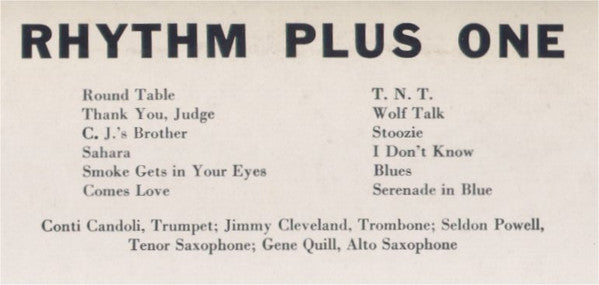 RHYTHM PLUS ONE
Round Table
Thank You, Judge
C. J.'s Brother
Sahara
Smoke Gets in Your Eyes
Comes Love
T. N. T.
Wolf Talk
Stoozie
I Don't Know
Blues
Serenade in Blue
Conti Candoli, Trumpet; Jimmy Cleveland, Trombone; Seldon Powell,
Tenor Saxophone; Gene Quill, Alto Saxophone